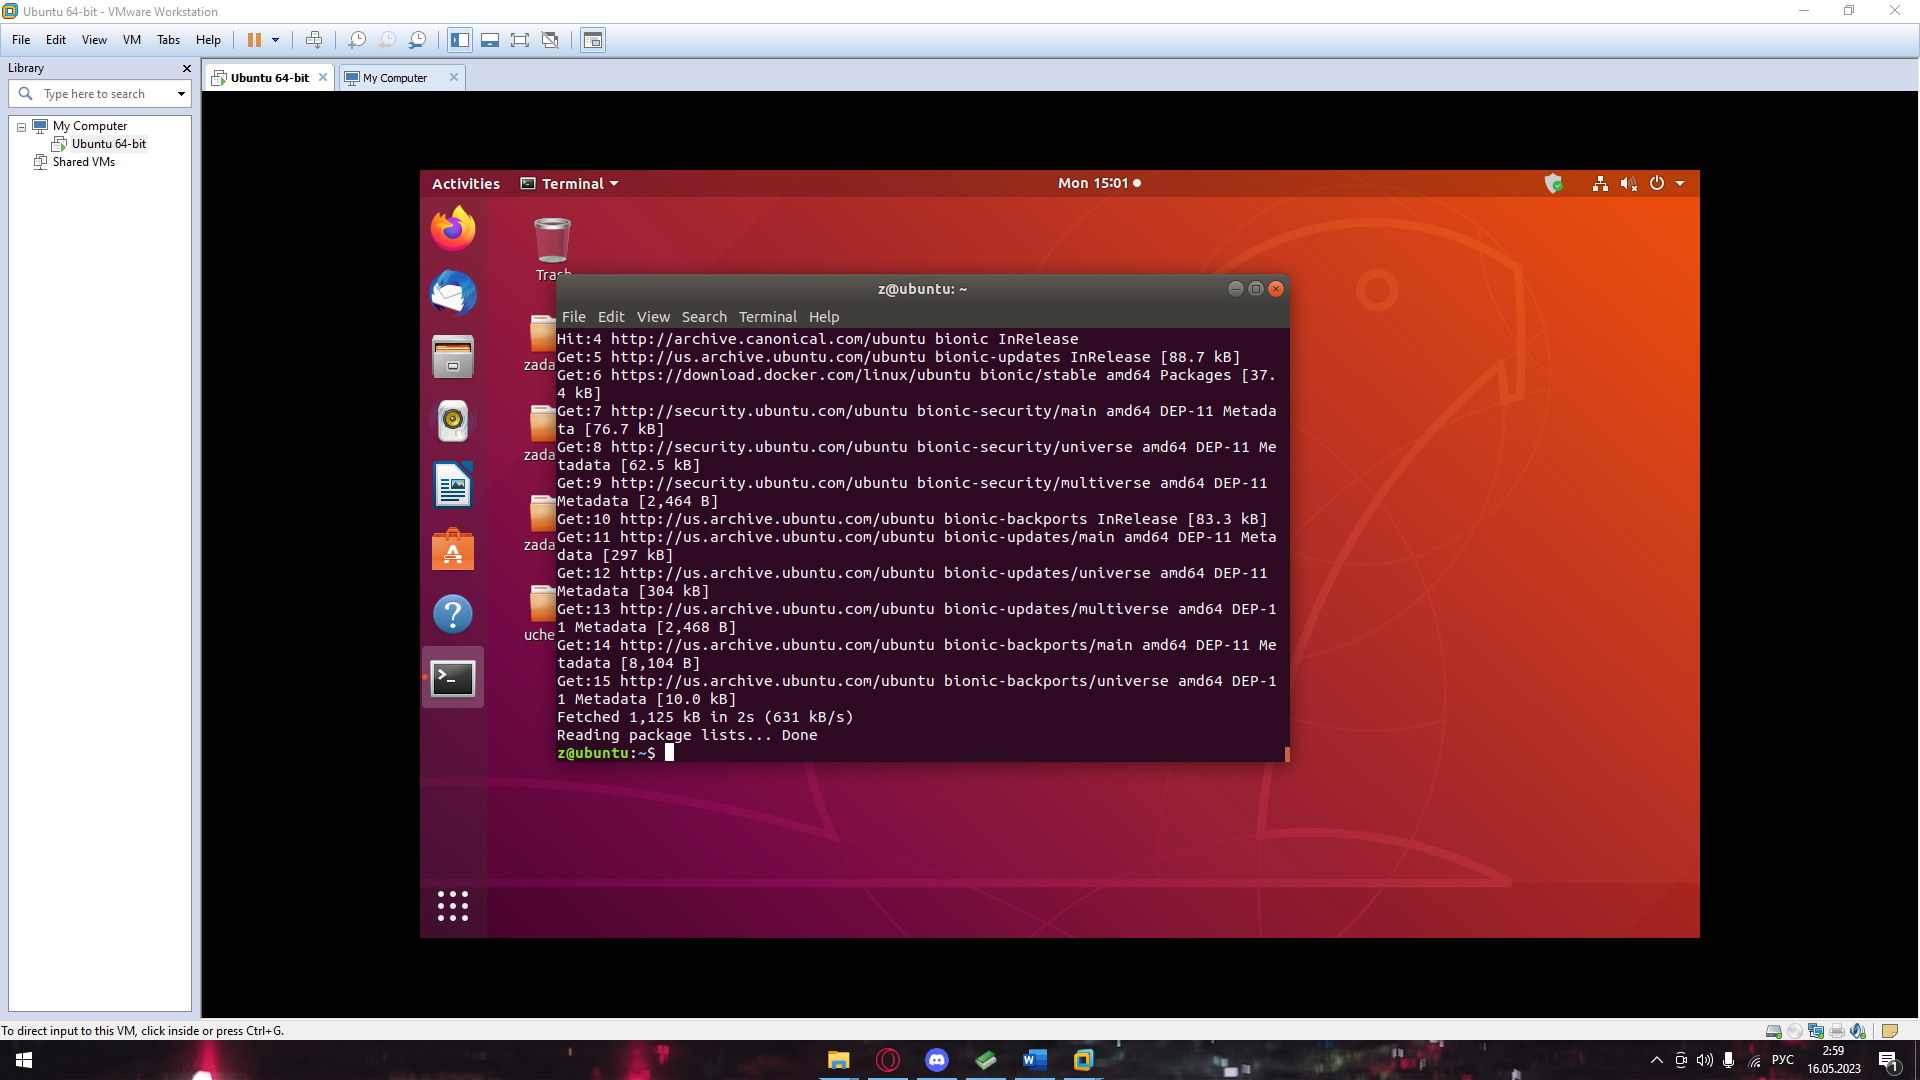 Ubuntu 64-bit - VMware Workstation
File Edit View VM Tabs Help
Library
Type here to search
My Computer
Ubuntu 64-bit
Shared VMs
Ubuntu 64-bit
My Computer
Activities Terminal Mon 15:01
Trash
zada
zada
zada
uche
z@ubuntu: ~
File Edit View Search Terminal Help
Hit:4 http://archive.canonical.com/ubuntu bionic InRelease
Get:5 http://us.archive.ubuntu.com/ubuntu bionic-updates InRelease [88.7 kB]
Get:6 https://download.docker.com/linux/ubuntu bionic/stable amd64 Packages [37.
4 kB]
Get:7 http://security.ubuntu.com/ubuntu bionic-security/main amd64 DEP-11 Metada
ta [76.7 kB]
Get:8 http://security.ubuntu.com/ubuntu bionic-security/universe amd64 DEP-11 Me
tadata [62.5 kB]
Get:9 http://security.ubuntu.com/ubuntu bionic-security/multiverse amd64 DEP-11
Metadata [2,464 B]
Get:10 http://us.archive.ubuntu.com/ubuntu bionic-backports InRelease [83.3 kB]
Get:11 http://us.archive.ubuntu.com/ubuntu bionic-updates/main amd64 DEP-11 Meta
data [297 kB]
Get:12 http://us.archive.ubuntu.com/ubuntu bionic-updates/universe amd64 DEP-11
Metadata [304 kB]
Get:13 http://us.archive.ubuntu.com/ubuntu bionic-updates/multiverse amd64 DEP-1
1 Metadata [2,468 B]
Get:14 http://us.archive.ubuntu.com/ubuntu bionic-backports/main amd64 DEP-11 Me
tadata [8,104 B]
Get:15 http://us.archive.ubuntu.com/ubuntu bionic-backports/universe amd64 DEP-1
1 Metadata [10.0 kB]
Fetched 1,125 kB in 2s (631 kB/s)
Reading package lists... Done
z@ubuntu:~$
To direct input to this VM, click inside or press Ctrl+G.
РУС
2:59
16.05.2023
1